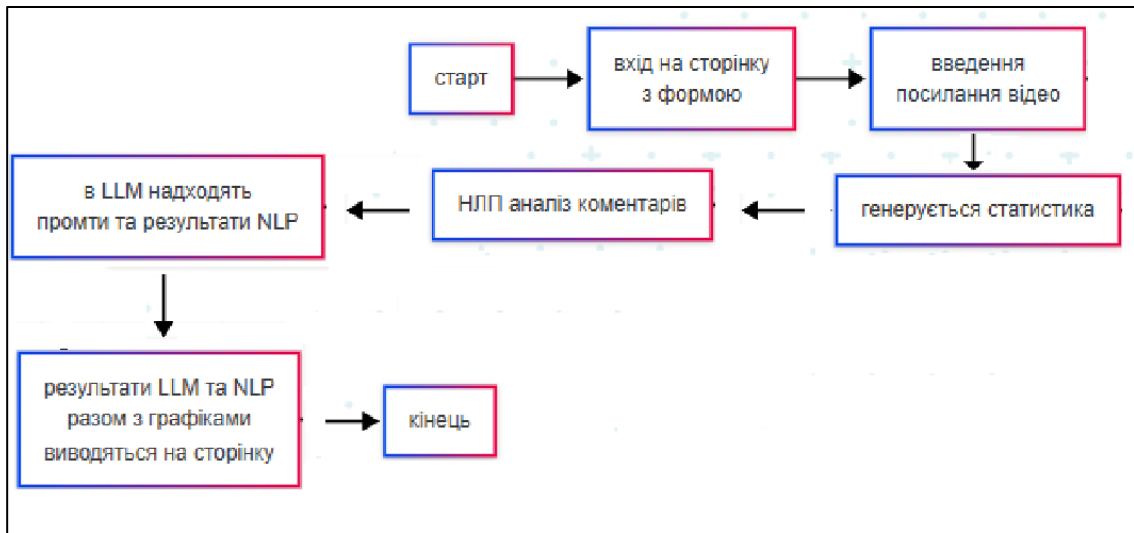 старт
вхід на сторінку
з формою
введення
посилання відео
генерується статистика
НЛП аналіз коментарів
в LLM надходять
промти та результати NLP
результати LLM та NLP
разом з графіками
виводяться на сторінку
кінець